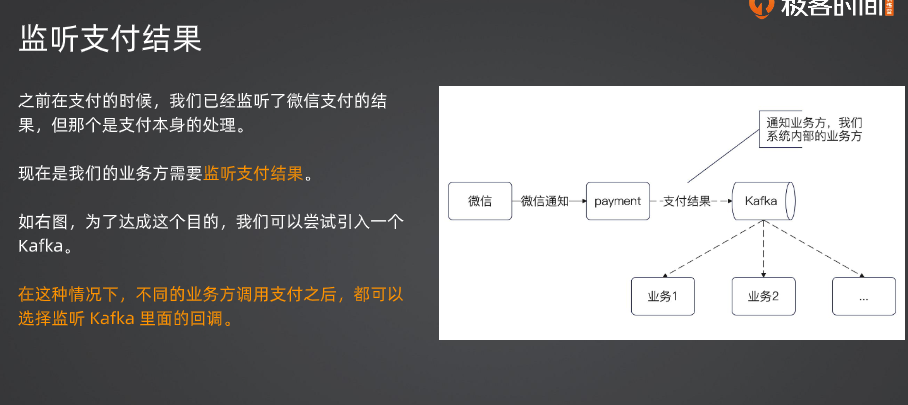 极客时间
监听支付结果
之前在支付的时候，我们已经监听了微信支付的结
果，但那个是支付本身的处理。
现在是我们的业务方需要监听支付结果。
如右图，为了达成这个目的，我们可以尝试引入一个
Kafka。
在这种情况下，不同的业务方调用支付之后，都可以
选择监听 Kafka 里面的回调。
通知业务方，我们
系统内部的业务方
微信
微信通知
payment
支付结果
Kafka
业务1
业务2
...